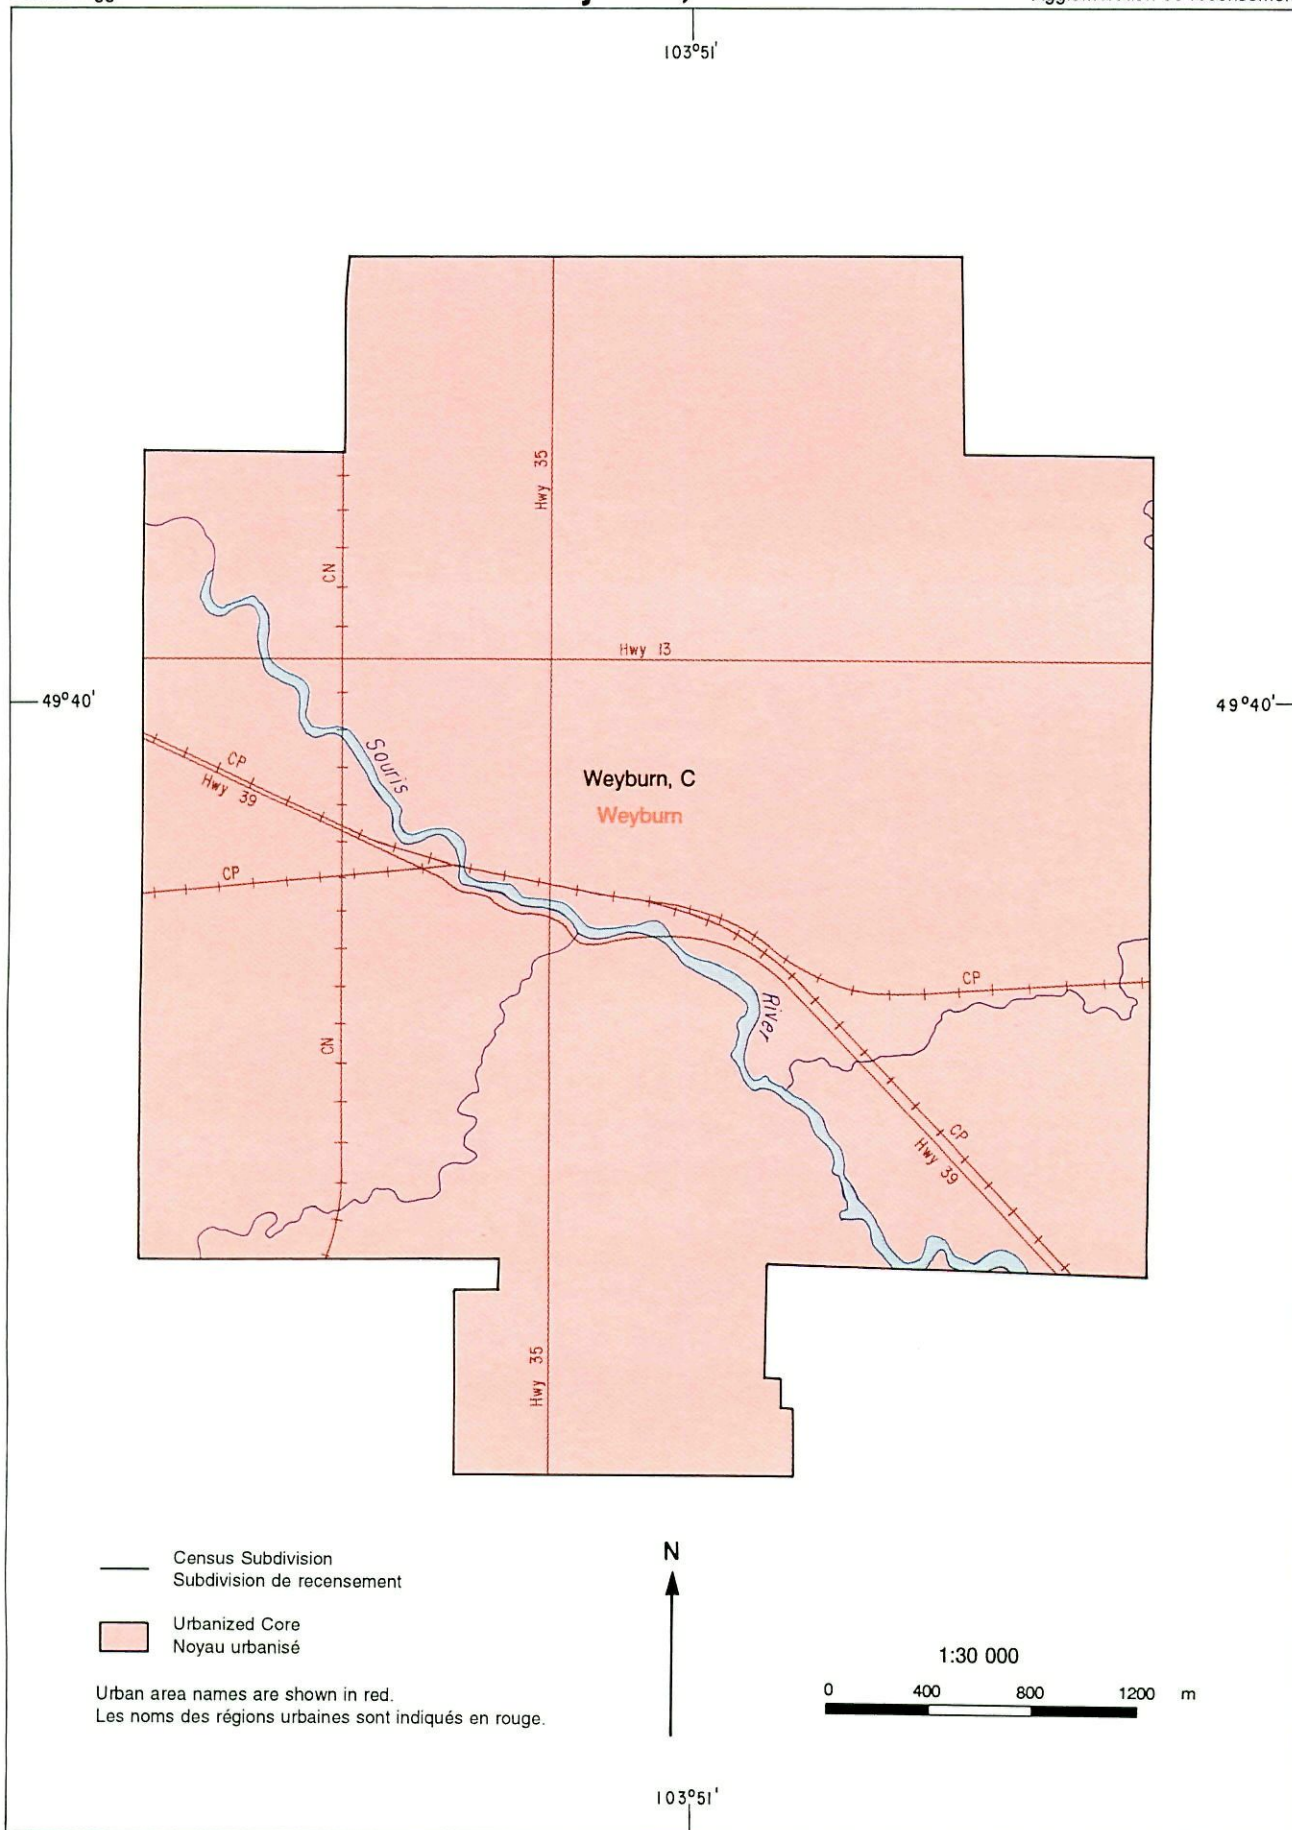 103°51'
Hwy 35
CN
Hwy 13
49°40'
49°40'
Souris
CP
Hwy 39
Weyburn, C
Weyburn
CP
CP
River
CN
CP
Hwy 39
Hwy 35
Census Subdivision
Subdivision de recensement
Urbanized Core
Noyau urbanisé
Urban area names are shown in red.
Les noms des régions urbaines sont indiqués en rouge.
N
1:30 000
0 400 800 1200 m
103°51'